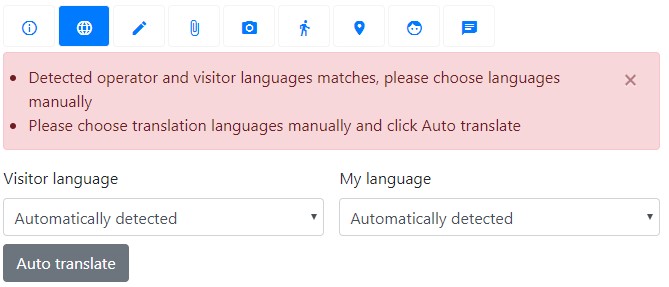 Detected operator and visitor languages matches, please choose languages
manually
Please choose translation languages manually and click Auto translate
Visitor language
My language
Automatically detected
Automatically detected
Auto translate